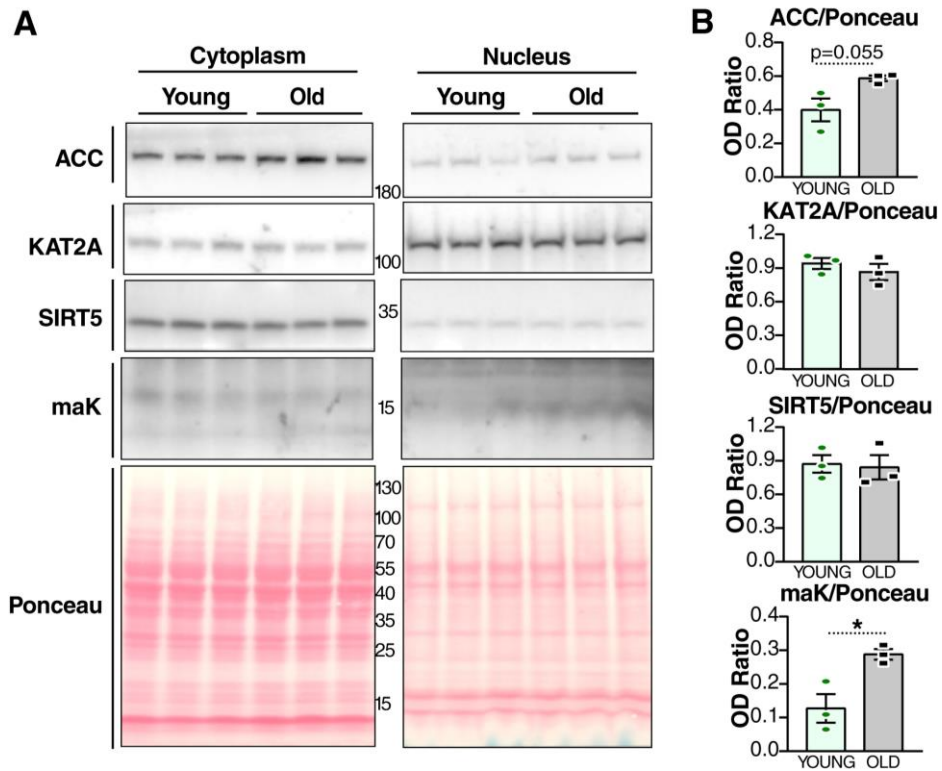 A
Cytoplasm
Nucleus
Young Old
Young Old
ACC
180
KAT2A
100
SIRT5
35
maK
15
Ponceau
130
100
70
55
40
35
25
15
B
ACC/Ponceau
OD Ratio
0.8
0.6
0.4
0.2
0.0
p=0.055
YOUNG OLD
KAT2A/Ponceau
OD Ratio
1.2
0.9
0.6
0.3
0.0
YOUNG OLD
SIRT5/Ponceau
OD Ratio
1.2
0.9
0.6
0.3
0.0
YOUNG OLD
maK/Ponceau
OD Ratio
0.4
0.3
0.2
0.1
0.0
*
YOUNG OLD